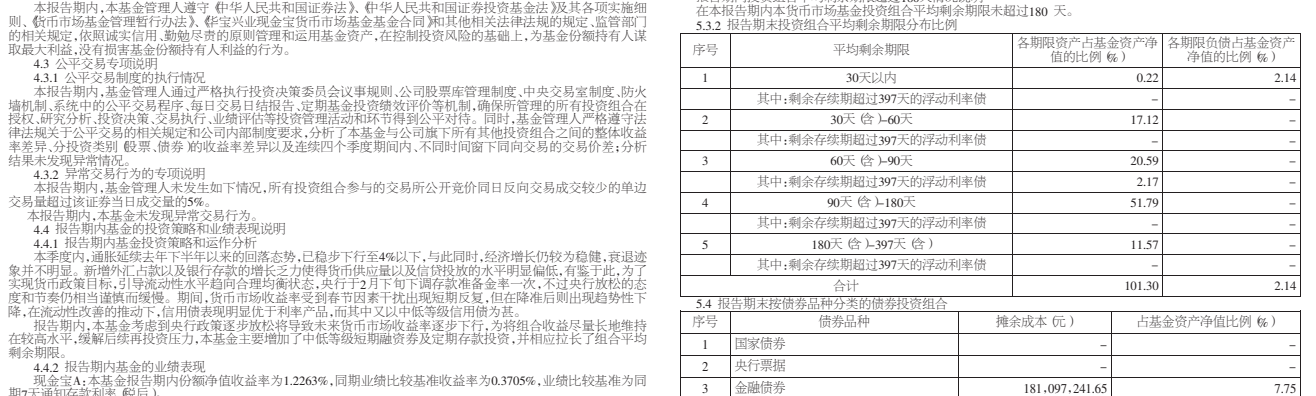 本报告期内,本基金管理人遵守《中华人民共和国证券法》、《中华人民共和国证券投资基金法》及其各项实施细
则、《货币市场基金管理暂行办法》、《华宝兴业现金宝货币市场基金基金合同》和其他相关法律法规的规定、监管部门
的相关规定,依照诚实信用、勤勉尽责的原则管理和运用基金资产,在控制投资风险的基础上,为基金份额持有人谋
取最大利益,没有损害基金份额持有人利益的行为。
4.3 公平交易专项说明
4.3.1 公平交易制度的执行情况
本报告期内,基金管理人通过严格执行投资决策委员会议事规则、公司股票库管理制度、中央交易室制度、防火
墙机制、系统中的公平交易程序、每日交易日结报告、定期基金投资绩效评价等机制,确保所管理的所有投资组合在
授权、研究分析、投资决策、交易执行、业绩评估等投资管理活动和环节得到公平对待。同时,基金管理人严格遵守法
律法规关于公平交易的相关规定和公司内部制度要求,分析了本基金与公司旗下所有其他投资组合之间的整体收益
率差异、分投资类别(股票、债券)的收益率差异以及连续四个季度期间内、不同时间窗下同向交易的交易价差;分析
结果未发现异常情况。
4.3.2 异常交易行为的专项说明
本报告期内,基金管理人未发生如下情况,所有投资组合参与的交易所公开竞价同日反向交易成交较少的单边
交易量超过该证券当日成交量的5%。
本报告期内,本基金未发现异常交易行为。
4.4 报告期内基金的投资策略和业绩表现说明
4.4.1 报告期内基金投资策略和运作分析
本季度内,通胀延续去年下半年以来的回落态势,已稳步下行至4%以下,与此同时,经济增长仍较为稳健,衰退迹
象并不明显。新增外汇占款以及银行存款的增长乏力使得货币供应量以及信贷投放的水平明显偏低,有鉴于此,为了
实现货币政策目标,引导流动性水平趋向合理均衡状态,央行于2月下旬下调存款准备金率一次,不过央行放松的态
度和节奏仍相当谨慎而缓慢。期间,货币市场收益率受到春节因素干扰出现短期反复,但在降准后则出现趋势性下
降,在流动性改善的推动下,信用债表现明显优于利率产品,而其中又以中低等级信用债为甚。
报告期内,本基金考虑到央行政策逐步放松将导致未来货币市场收益率逐步下行,为将组合收益尽量长地维持
在较高水平,缓解后续再投资压力,本基金主要增加了中低等级短期融资券及定期存款投资,并相应拉长了组合平均
剩余期限。
4.4.2 报告期内基金的业绩表现
现金宝A:本基金报告期内份额净值收益率为1.2263%,同期业绩比较基准收益率为0.3705%,业绩比较基准为同
期7天通知存款利率(税后)。
在本报告期内本货币市场基金投资组合平均剩余期限未超过180 天。
5.3.2 报告期末投资组合平均剩余期限分布比例
序号 平均剩余期限 各期限资产占基金资产净值的比例(%) 各期限负债占基金资产净值的比例(%)
1 30天以内 0.22 2.14
其中:剩余存续期超过397天的浮动利率债 – –
2 30天(含)–60天 17.12 –
其中:剩余存续期超过397天的浮动利率债 – –
3 60天(含)–90天 20.59 –
其中:剩余存续期超过397天的浮动利率债 2.17 –
4 90天(含)–180天 51.79 –
其中:剩余存续期超过397天的浮动利率债 – –
5 180天(含)–397天(含) 11.57 –
其中:剩余存续期超过397天的浮动利率债 – –
合计 101.30 2.14
5.4 报告期末按债券品种分类的债券投资组合
序号 债券品种 摊余成本(元) 占基金资产净值比例(%)
1 国家债券 – –
2 央行票据 – –
3 金融债券 181,097,241.65 7.75